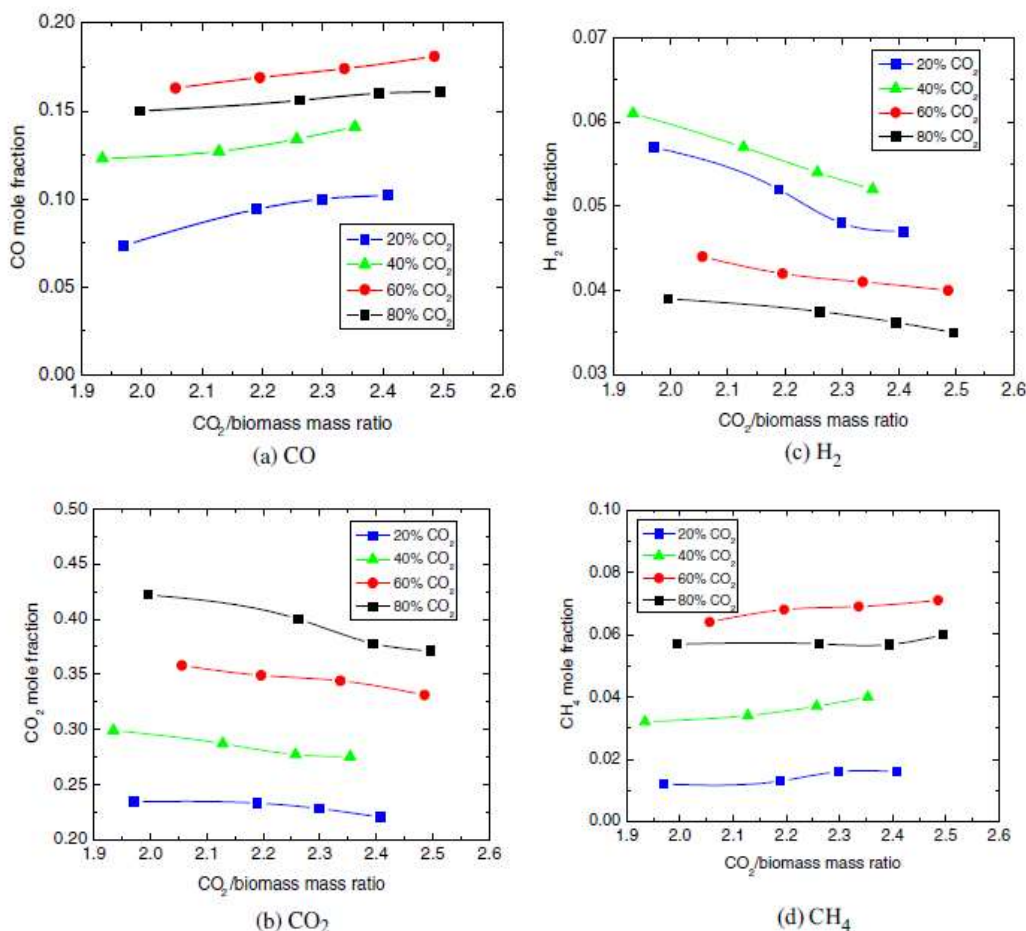 0.20
0.15
0.10
0.05
0.00
CO mole fraction
20% CO₂
40% CO₂
60% CO₂
80% CO₂
1.9 2.0 2.1 2.2 2.3 2.4 2.5 2.6
CO₂/biomass mass ratio
(a) CO
0.07
0.06
0.05
0.04
0.03
H₂ mole fraction
20% CO₂
40% CO₂
60% CO₂
80% CO₂
1.9 2.0 2.1 2.2 2.3 2.4 2.5 2.6
CO₂/biomass mass ratio
(c) H₂
0.50
0.45
0.40
0.35
0.30
0.25
0.20
CO₂ mole fraction
20% CO₂
40% CO₂
60% CO₂
80% CO₂
1.9 2.0 2.1 2.2 2.3 2.4 2.5 2.6
CO₂/biomass mass ratio
(b) CO₂
0.10
0.08
0.06
0.04
0.02
0.00
CH₄ mole fraction
20% CO₂
40% CO₂
60% CO₂
80% CO₂
1.9 2.0 2.1 2.2 2.3 2.4 2.5 2.6
CO₂/biomass mass ratio
(d) CH₄